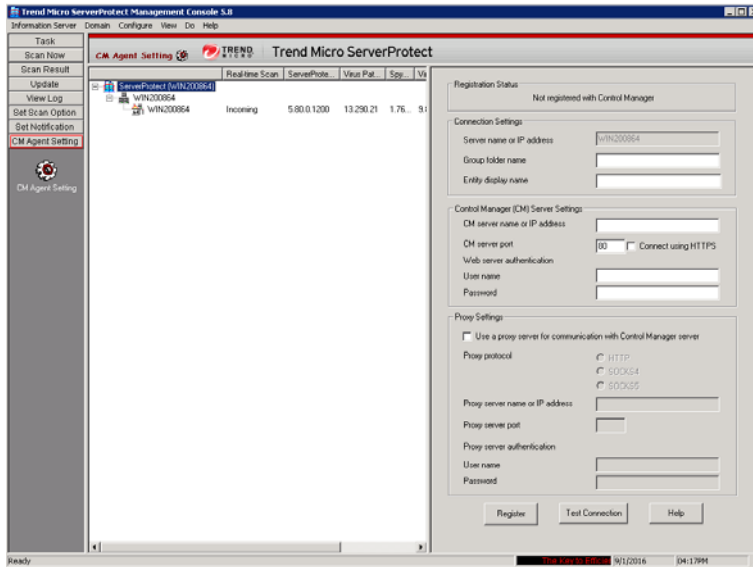 Trend Micro ServerProtect Management Console 5.8
Information Server Domain Configure View Do Help
Task
Scan Now
Scan Result
Update
View Log
Set Scan Option
Set Notification
CM Agent Setting
CM Agent Setting
CM Agent Setting
TREND MICRO
Trend Micro ServerProtect
Real-time Scan ServerProte... Virus Pat... Spy... Vi
ServerProtect (WIN200864)
WIN200864
WIN200864 Incoming 5.80.0.1200 13.290.21 1.76...
Registration Status
Not registered with Control Manager
Connection Settings
Server name or IP address WIN200864
Group folder name
Entity display name
Control Manager (CM) Server Settings
CM server name or IP address
CM server port 80 Connect using HTTPS
Web server authentication
User name
Password
Proxy Settings
Use a proxy server for communication with Control Manager server
Proxy protocol HTTP
SOCKS4
SOCKS5
Proxy server name or IP address
Proxy server port
Proxy server authentication
User name
Password
Register Test Connection Help
Ready The Key to 9/1/2016 04:17PM